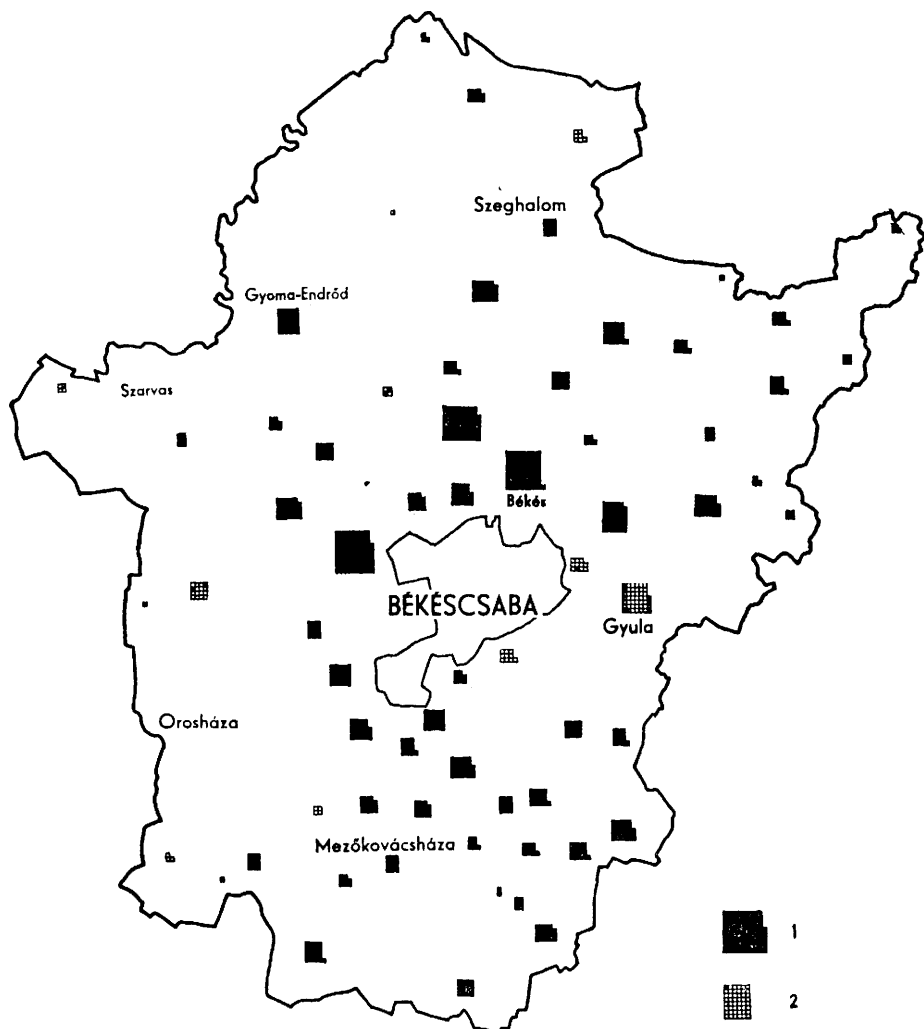 Szeghalom
Gyoma-Endrőd
Szarvas
Békés
BÉKÉSCSABA
Gyula
Orosháza
Mezőkovácsháza
1
2